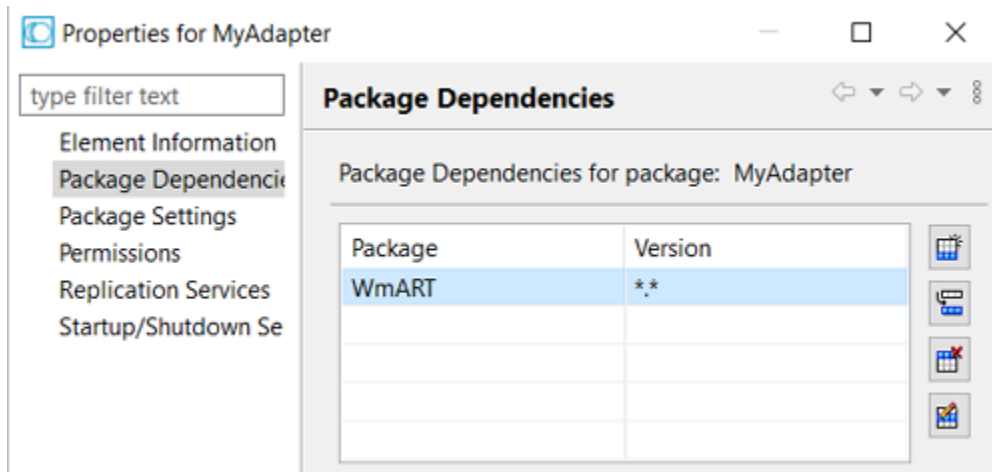 Properties for MyAdapter
type filter text
Element Information
Package Dependencie
Package Settings
Permissions
Replication Services
Startup/Shutdown Se
Package Dependencies
Package Dependencies for package: MyAdapter
Package Version
WmART *.*